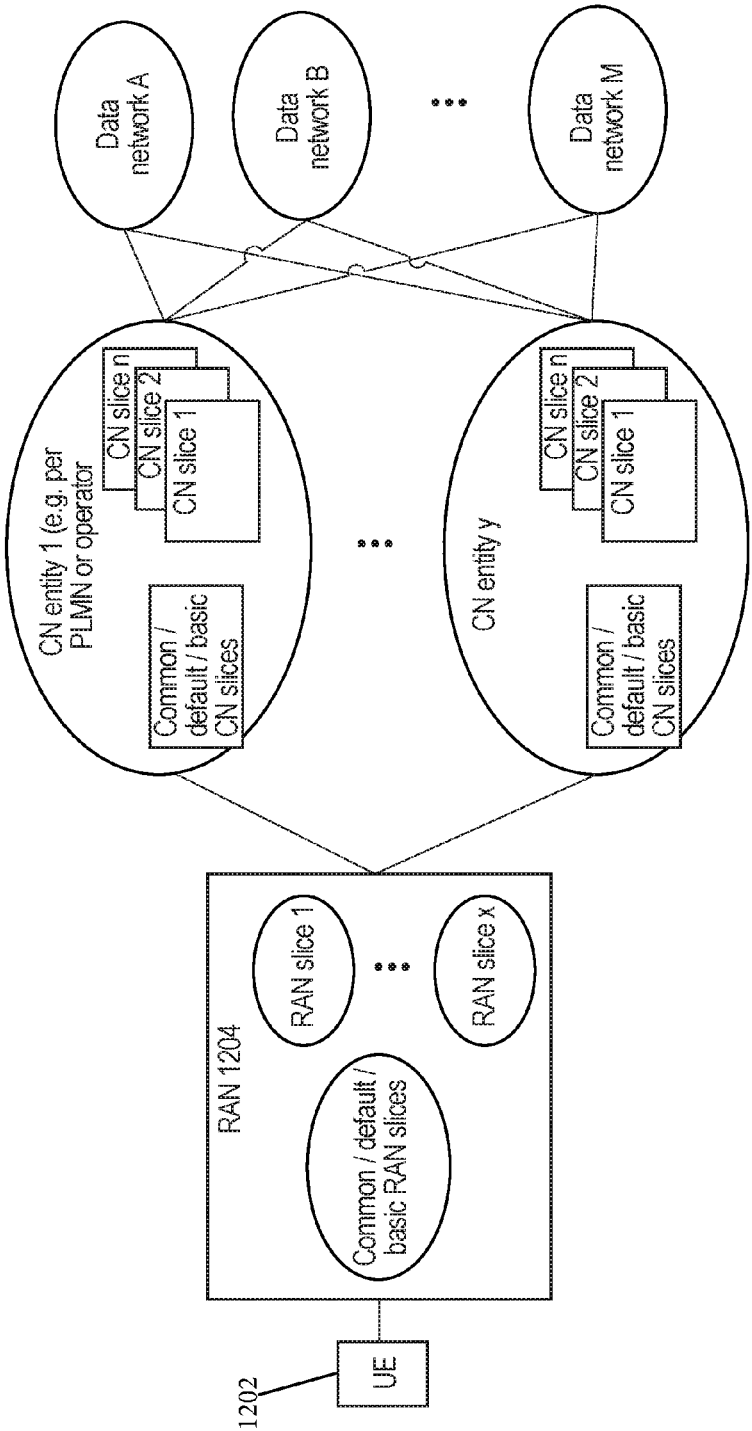 1202
UE
RAN 1204
Common / default /
basic RAN slices
RAN slice 1
•••
RAN slice x
CN entity 1 (e.g. per
PLMN or operator
Common /
default / basic
CN slices
CN slice n
CN slice 2
CN slice 1
•••
CN entity y
Common /
default / basic
CN slices
CN slice n
CN slice 2
CN slice 1
Data
network A
Data
network B
•••
Data
network M